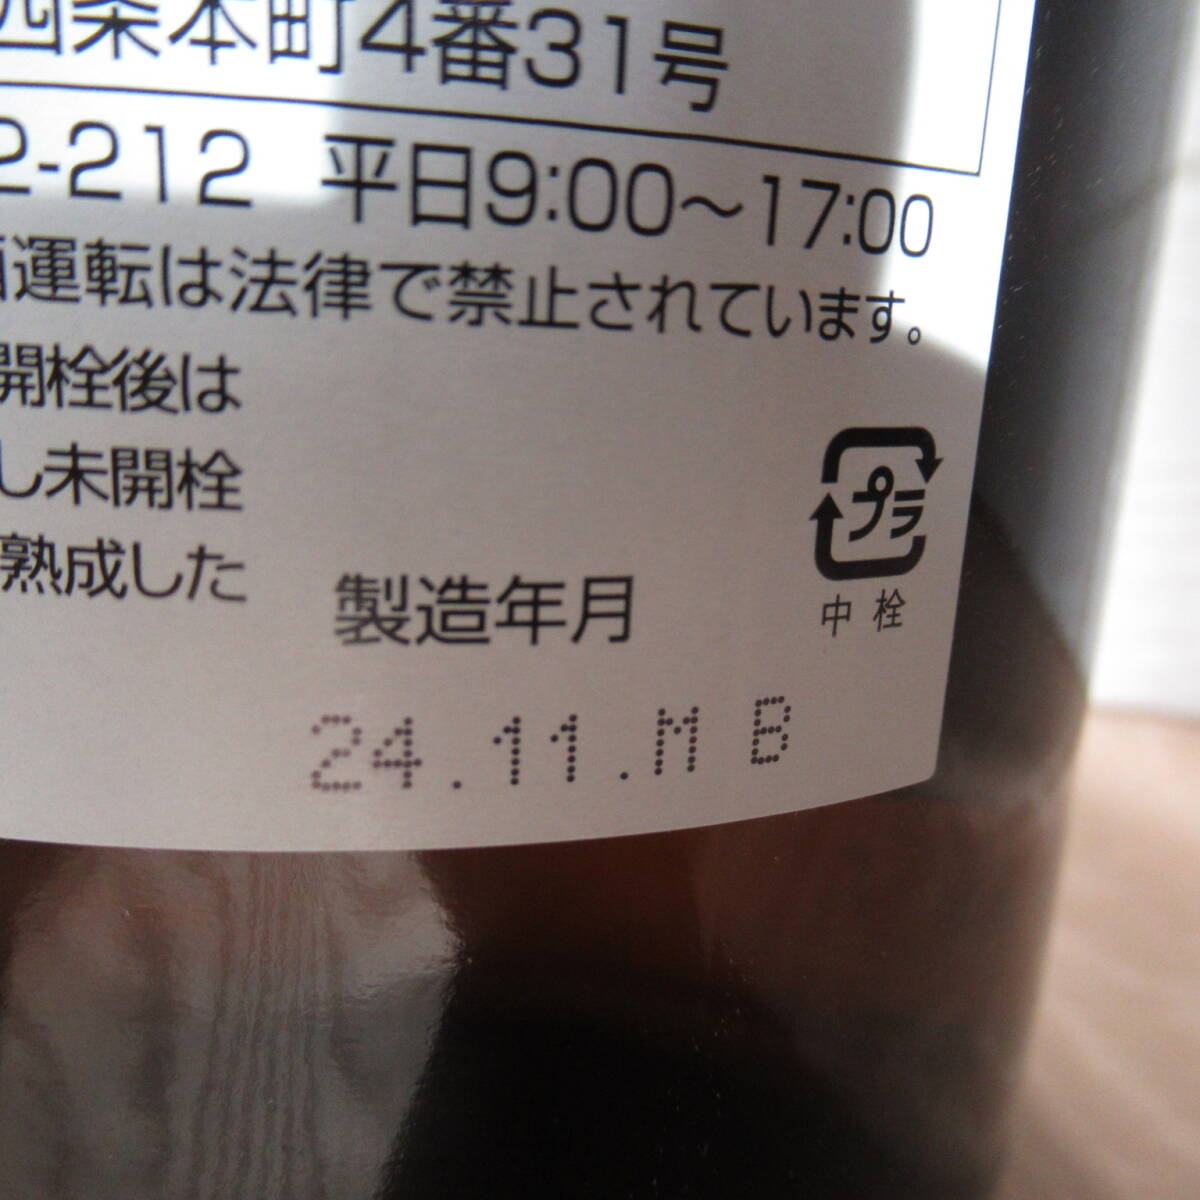 四条本町4番31号
2-212 平日9:00〜17:00
運転は法律で禁止されています。
開栓後は
し未開栓
熟成した
プラ
中栓
製造年月
24.11.M B